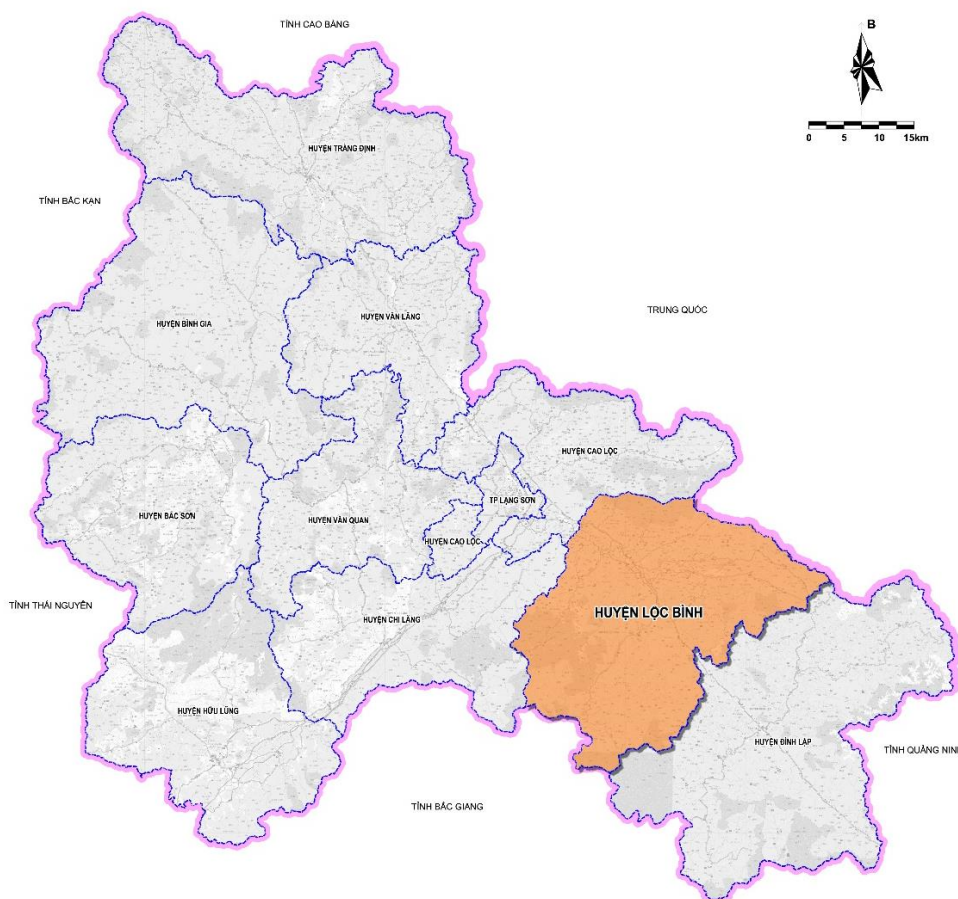 TỈNH CAO BẰNG
B
0 5 10 15km
HUYỆN TRÀNG ĐỊNH
TỈNH BẮC KẠN
TRUNG QUỐC
HUYỆN BÌNH GIA
HUYỆN VĂN LÃNG
HUYỆN CAO LỘC
TP LẠNG SƠN
HUYỆN BẮC SƠN
HUYỆN VĂN QUAN
HUYỆN CAO LỘC
TỈNH THÁI NGUYÊN
HUYỆN LỘC BÌNH
HUYỆN CHI LĂNG
HUYỆN HỮU LŨNG
HUYỆN ĐÌNH LẬP
TỈNH QUẢNG NINH
TỈNH BẮC GIANG